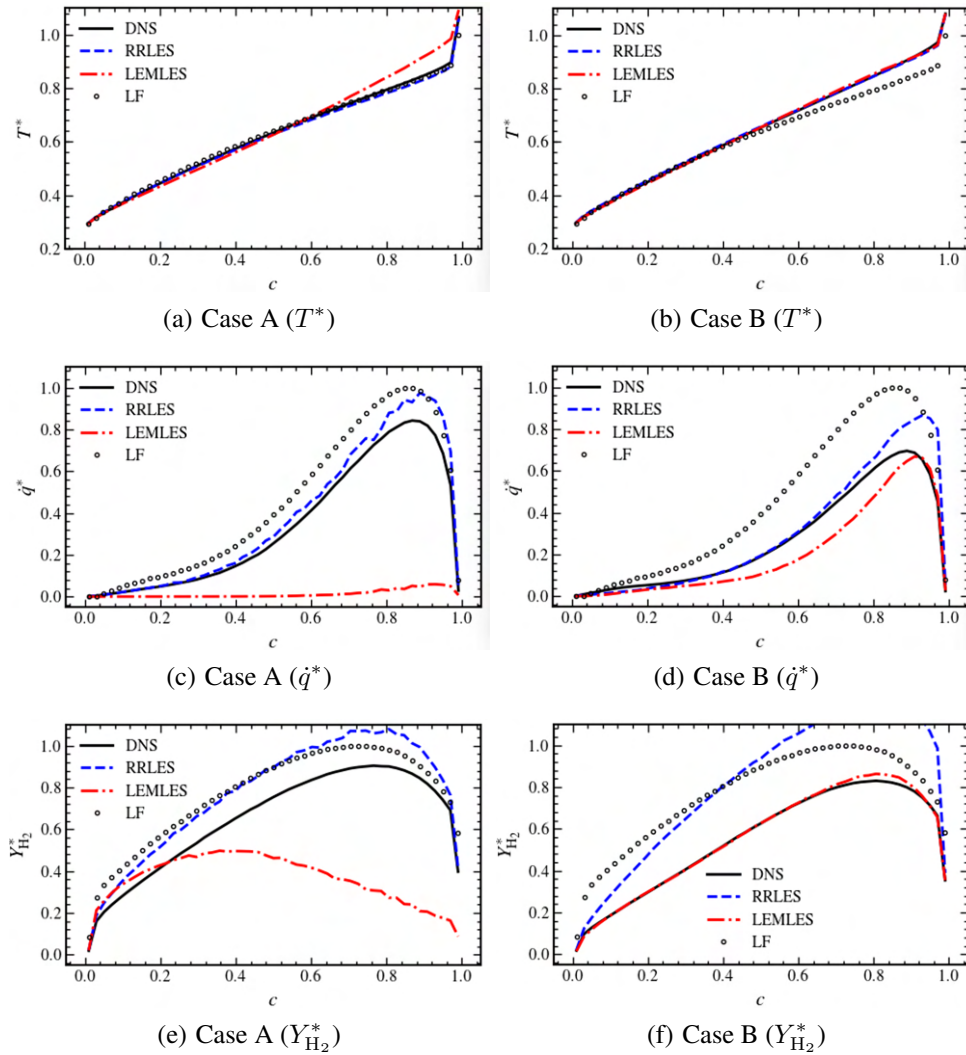 DNS
RRLES
LEMLES
LF
1.0
0.8
0.6
0.4
0.2
T*
0.0 0.2 0.4 0.6 0.8 1.0
c
(a) Case A (T*)
DNS
RRLES
LEMLES
LF
1.0
0.8
0.6
0.4
0.2
T*
0.0 0.2 0.4 0.6 0.8 1.0
c
(b) Case B (T*)
DNS
RRLES
LEMLES
LF
1.0
0.8
0.6
0.4
0.2
0.0
q̇*
0.0 0.2 0.4 0.6 0.8 1.0
c
(c) Case A (q̇*)
DNS
RRLES
LEMLES
LF
1.0
0.8
0.6
0.4
0.2
0.0
q̇*
0.0 0.2 0.4 0.6 0.8 1.0
c
(d) Case B (q̇*)
DNS
RRLES
LEMLES
LF
1.0
0.8
0.6
0.4
0.2
0.0
Y*H₂
0.0 0.2 0.4 0.6 0.8 1.0
c
(e) Case A (Y*H₂)
DNS
RRLES
LEMLES
LF
1.0
0.8
0.6
0.4
0.2
0.0
Y*H₂
0.0 0.2 0.4 0.6 0.8 1.0
c
(f) Case B (Y*H₂)